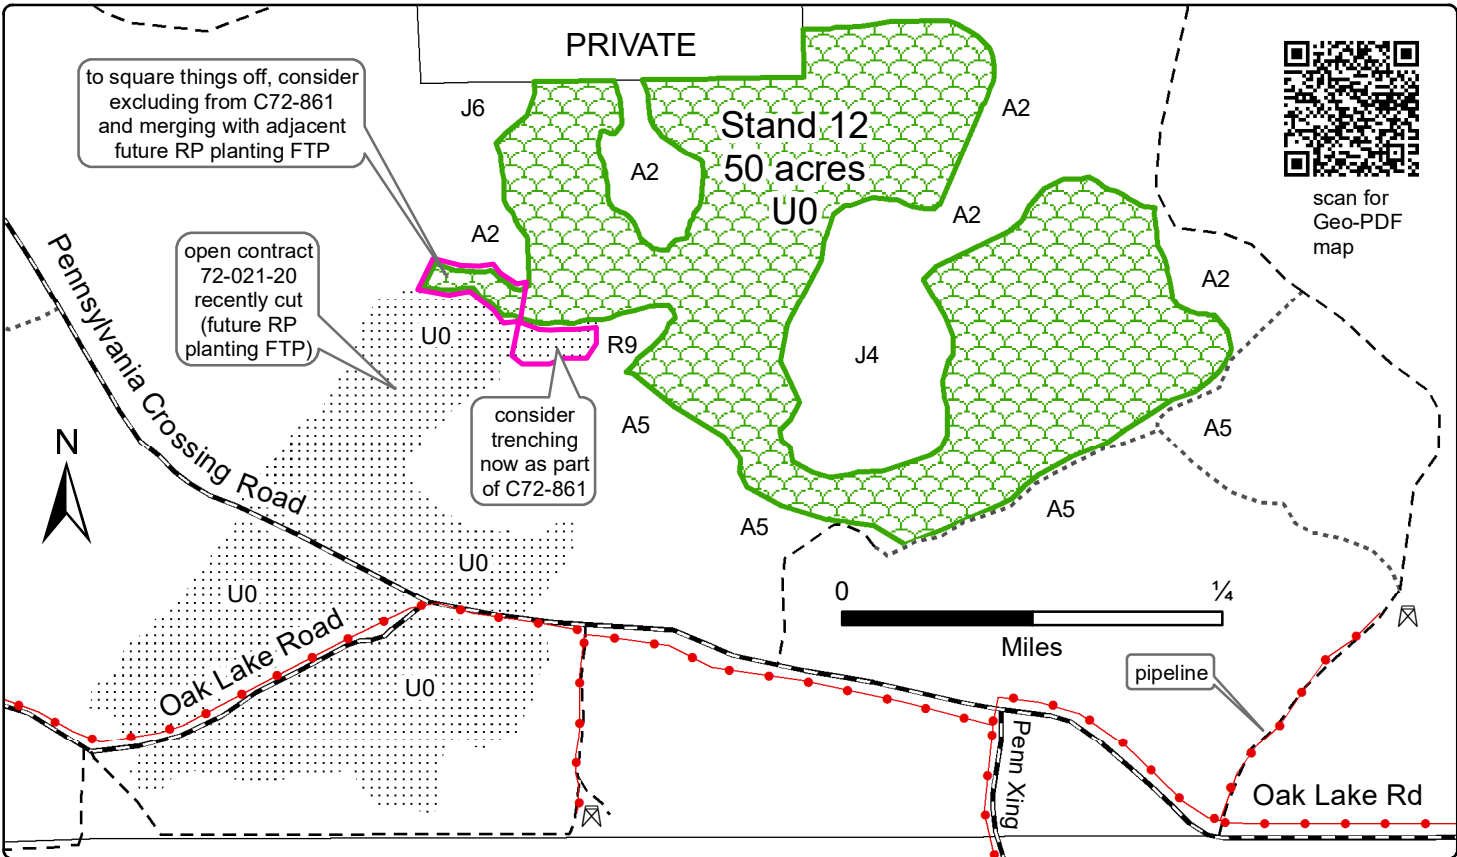 PRIVATE
to square things off, consider
excluding from C72-861
and merging with adjacent
future RP planting FTP
J6
A2
Stand 12
50 acres
U0
A2
A2
scan for
Geo-PDF
map
A2
A2
open contract
72-021-20
recently cut
(future RP
planting FTP)
Pennsylvania Crossing Road
U0
R9
J4
consider
trenching
now as part
of C72-861
A5
A5
N
A5
A5
U0
U0
0
¼
Miles
Oak Lake Road
U0
pipeline
Penn Xing
Oak Lake Rd